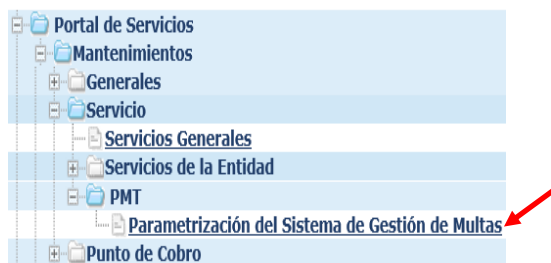 Portal de Servicios
Mantenimientos
Generales
Servicio
Servicios Generales
Servicios de la Entidad
PMT
Parametrización del Sistema de Gestión de Multas
Punto de Cobro